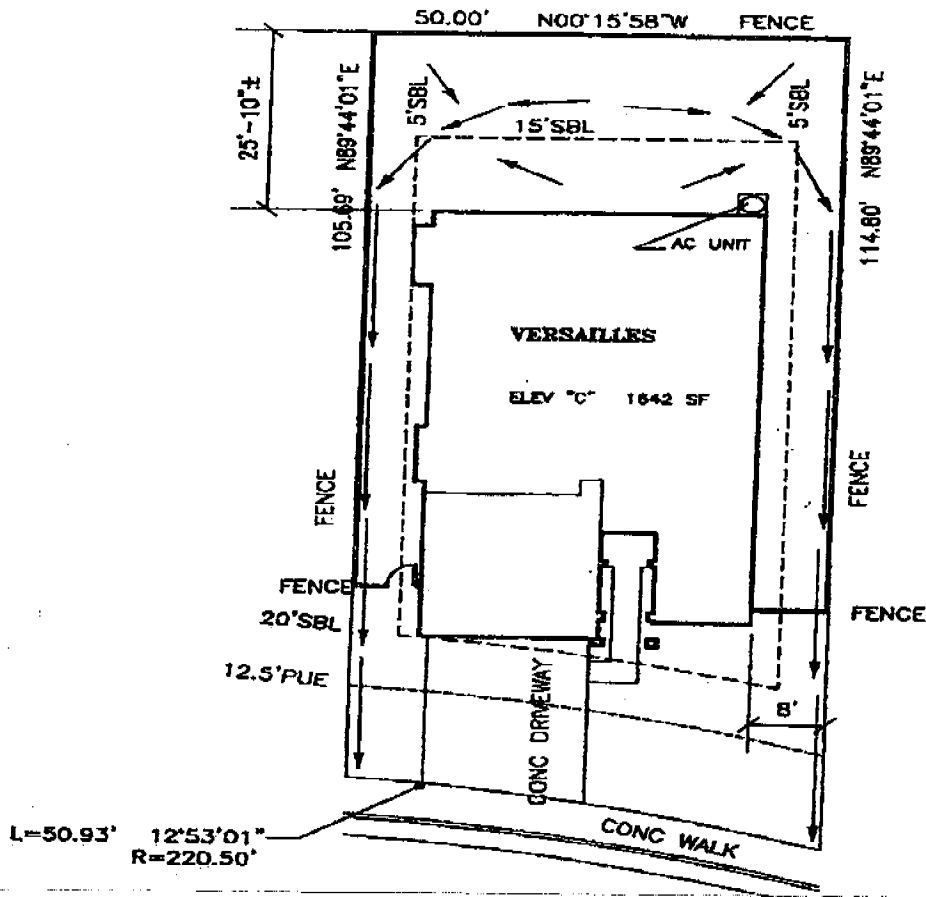 50.00' N00°15'58"W FENCE
25'-10"±
N89°44'01"E
105.69'
5'SBL
15'SBL
5'SBL
N89°44'01"E
114.80'
AC UNIT
VERSAILLES
ELEV "C" 1642 SF
FENCE
FENCE
FENCE
FENCE
20'SBL
12.5'PUE
8'
CONC DRIVEWAY
CONC WALK
L=50.93' 12°53'01"
R=220.50'